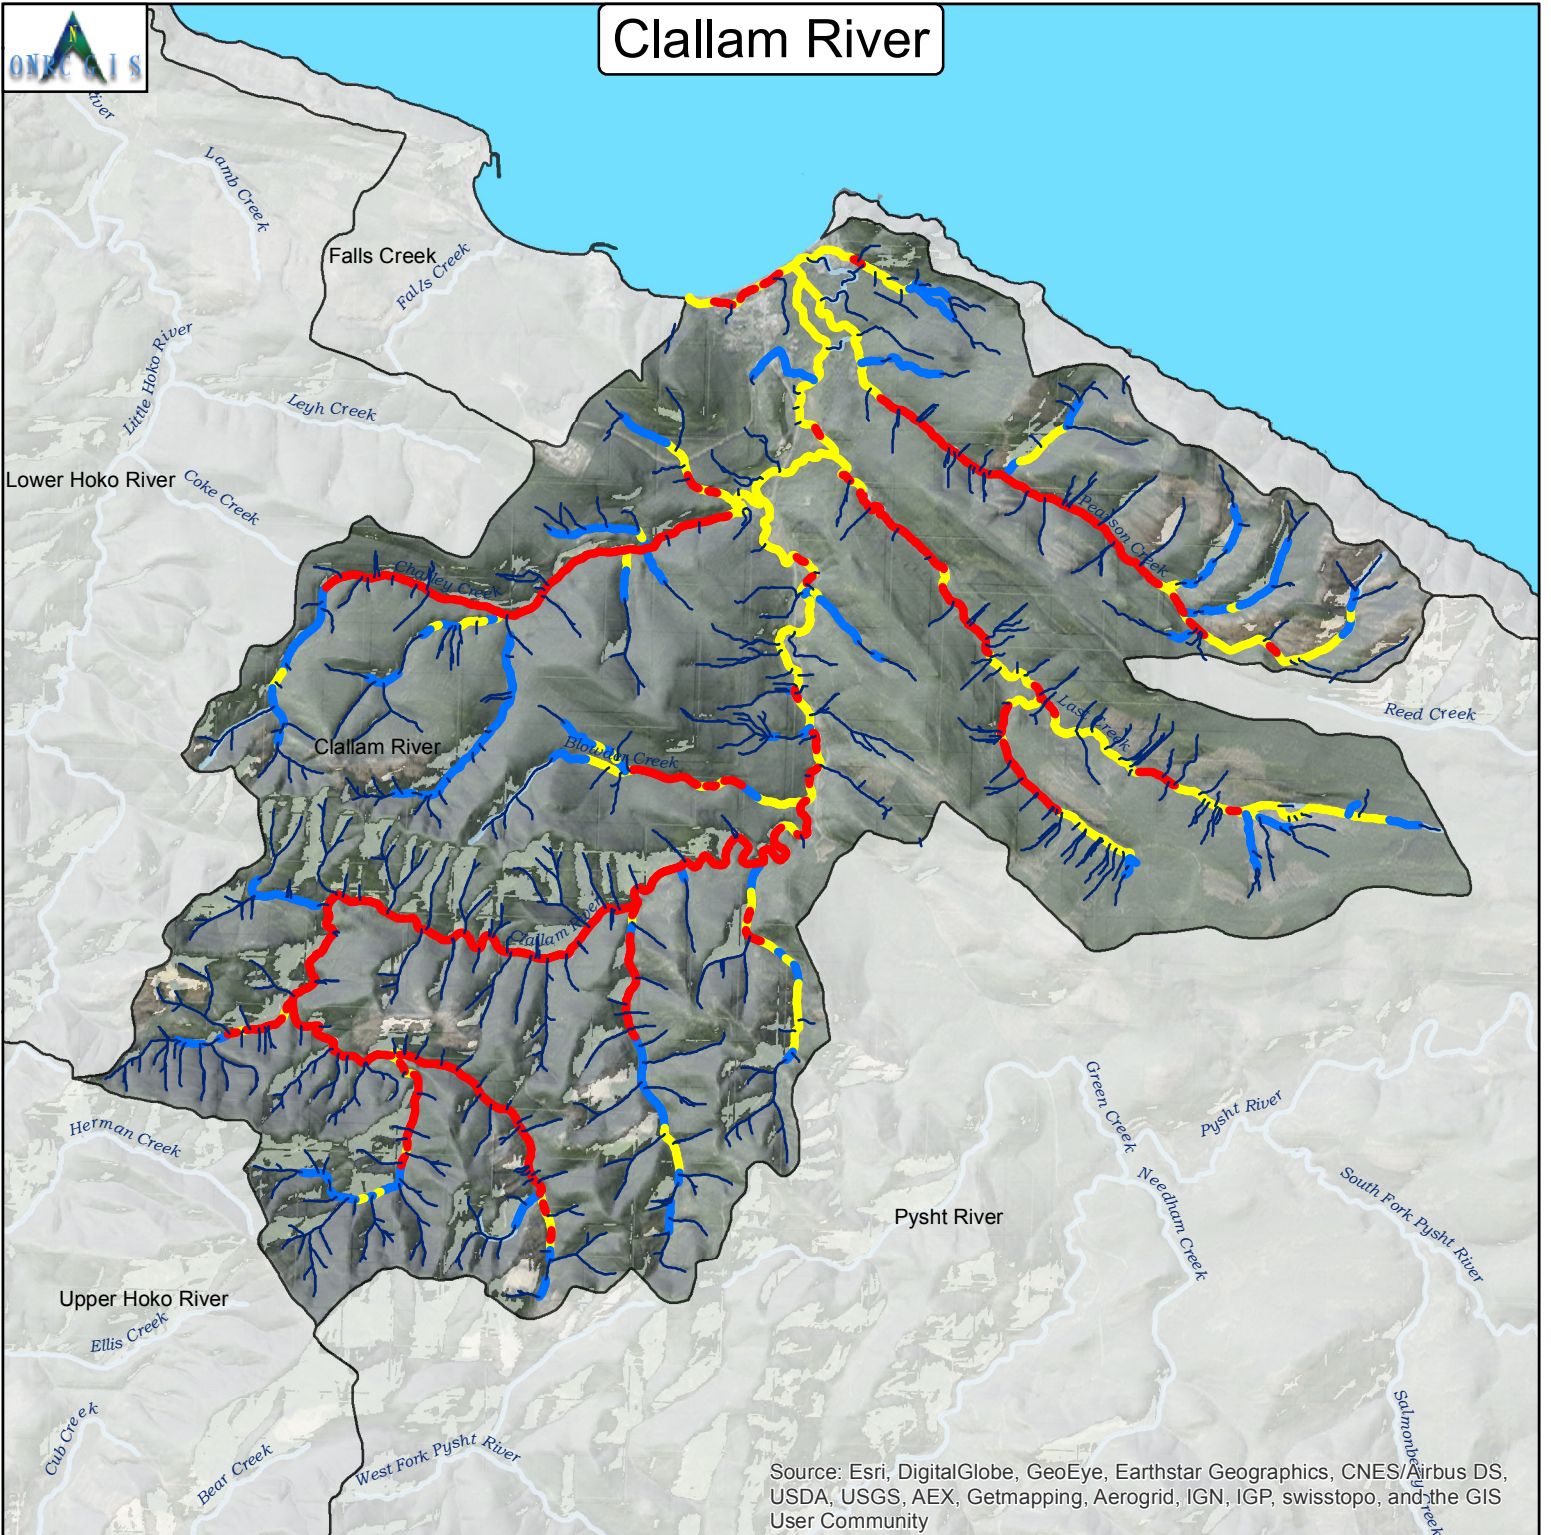 Clallam River
N
ONRC GIS
River
Lamb Creek
Falls Creek
Falls Creek
Little Hoko River
Leyh Creek
Lower Hoko River
Coke Creek
Pearson Creek
Charley Creek
Reed Creek
Last Creek
Clallam River
Blowder Creek
Clallam River
Green Creek
Pysht River
Herman Creek
Needham Creek
South Fork Pysht River
Pysht River
Upper Hoko River
Ellis Creek
Cub Creek
Bear Creek
West Fork Pysht River
Salmonberry Creek
Source: Esri, DigitalGlobe, GeoEye, Earthstar Geographics, CNES/Airbus DS,
USDA, USGS, AEX, Getmapping, Aerogrid, IGN, IGP, swisstopo, and the GIS
User Community